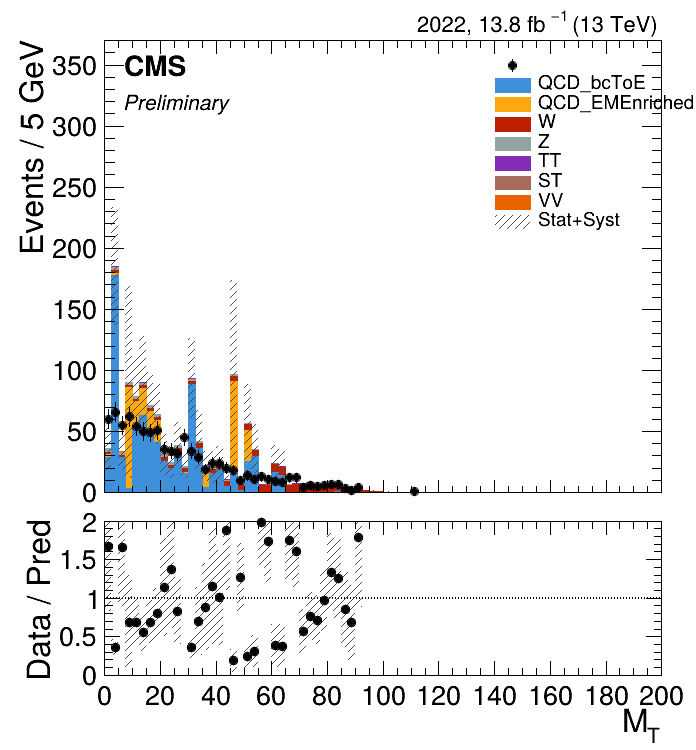 2022, 13.8 fb⁻¹ (13 TeV)
CMS
Preliminary
QCD_bcToE
QCD_EMEnriched
W
Z
TT
ST
VV
Stat+Syst
Events / 5 GeV
350
300
250
200
150
100
50
0
Data / Pred
2
1.5
1
0.5
0
0 20 40 60 80 100 120 140 160 180 200
M_T